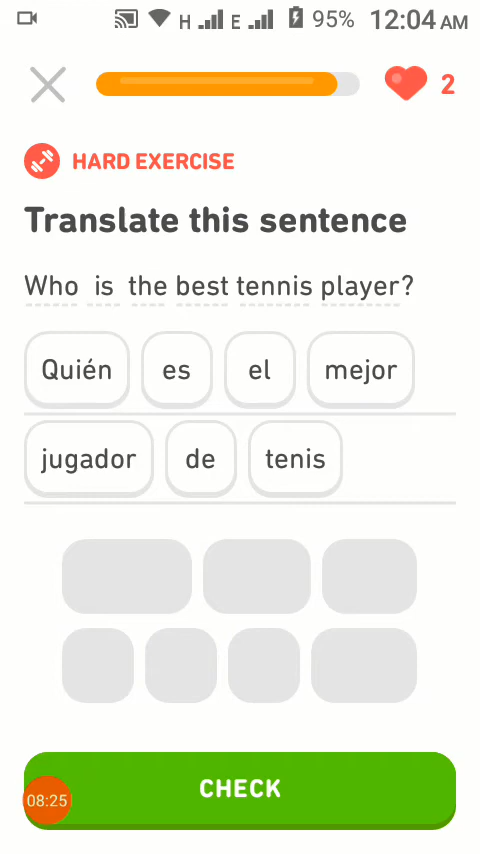 H E 95% 12:04 AM
2
HARD EXERCISE
Translate this sentence
Who is the best tennis player?
Quién es el mejor
jugador de tenis
CHECK
08:25